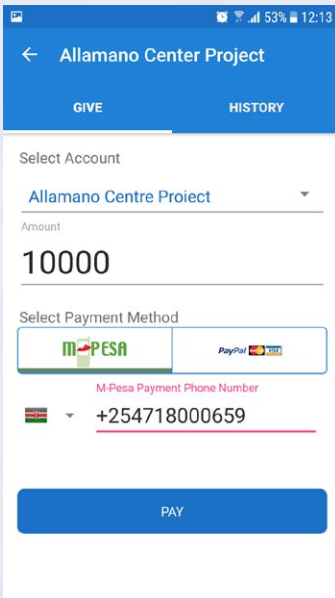 53% 12:13
Allamano Center Project
GIVE HISTORY
Select Account
Allamano Centre Project
Amount
10000
Select Payment Method
M-PESA PayPal VISA
M-Pesa Payment Phone Number
+254718000659
PAY